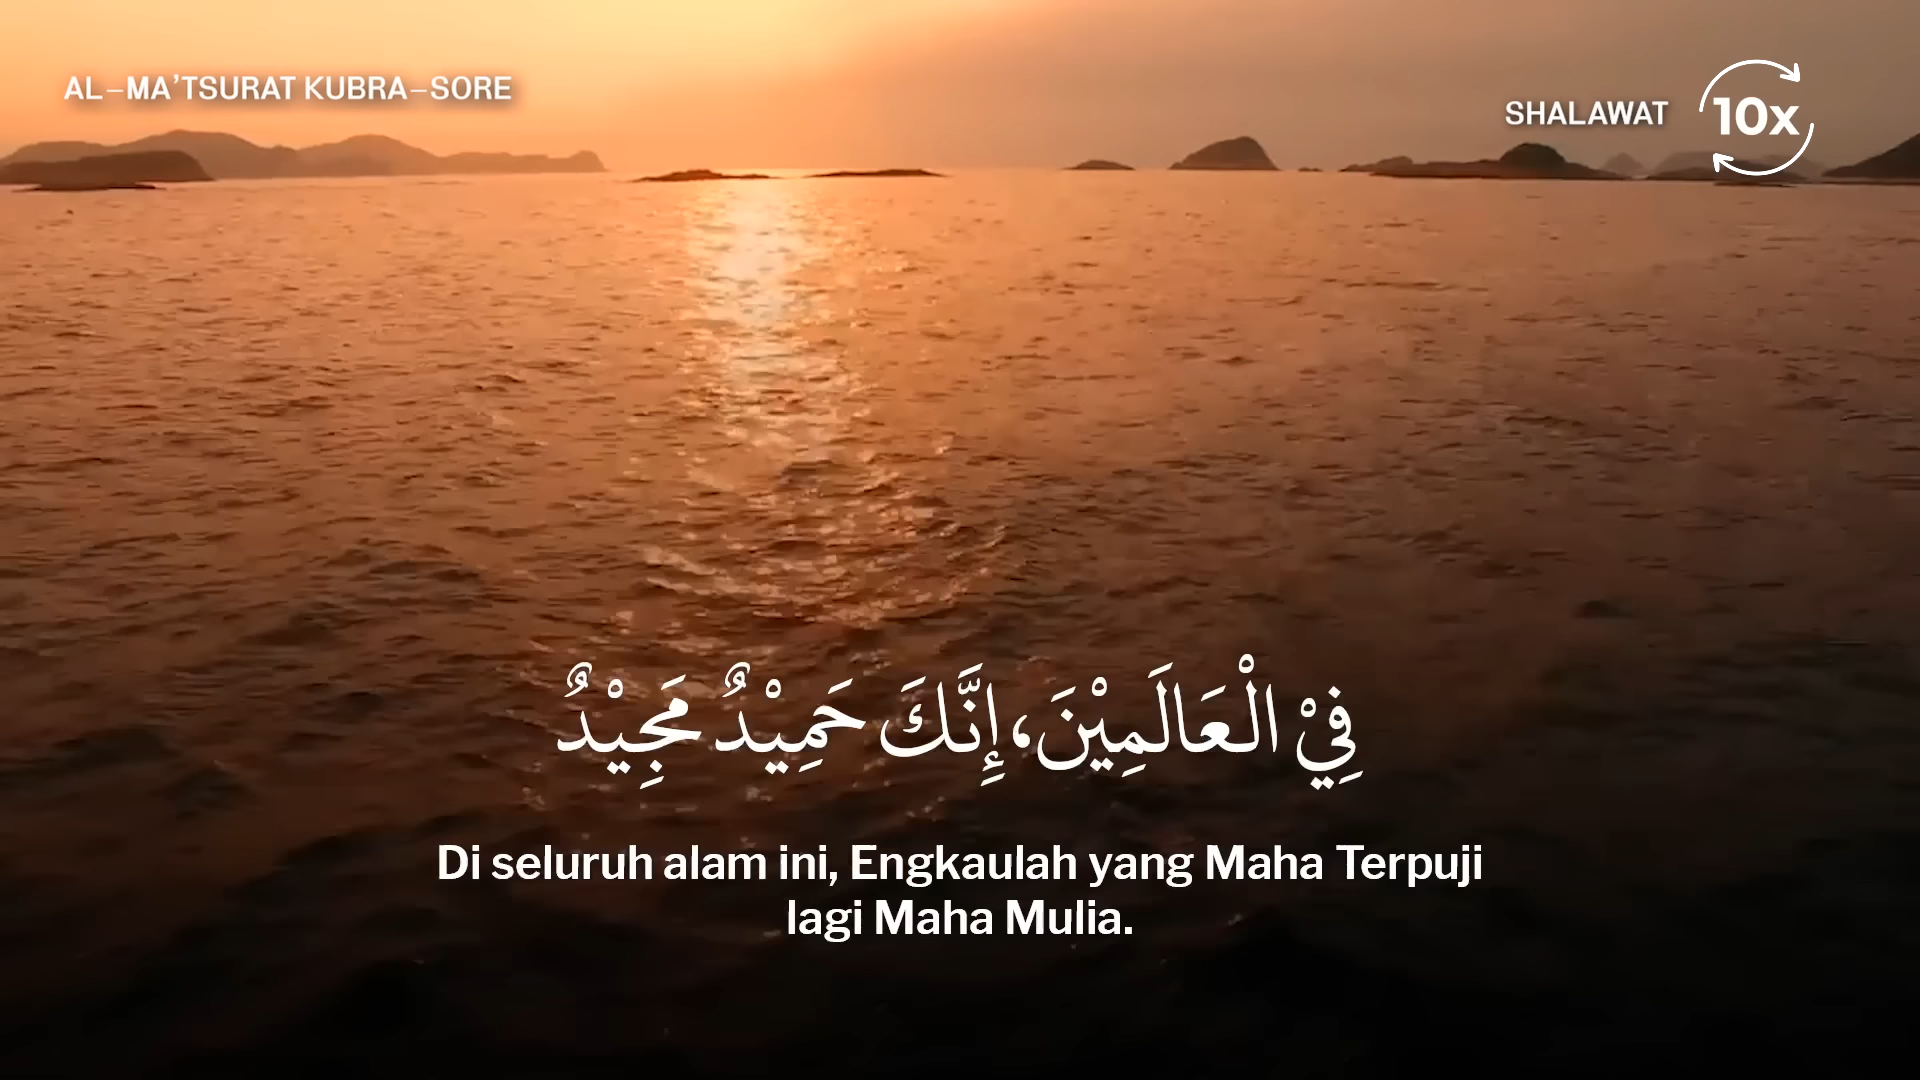 AL–MA’TSURAT KUBRA–SORE
SHALAWAT
10x
فِيْ الْعَالَمِيْنَ، إِنَّكَ حَمِيْدٌ مَجِيْدٌ
Di seluruh alam ini, Engkaulah yang Maha Terpuji
lagi Maha Mulia.